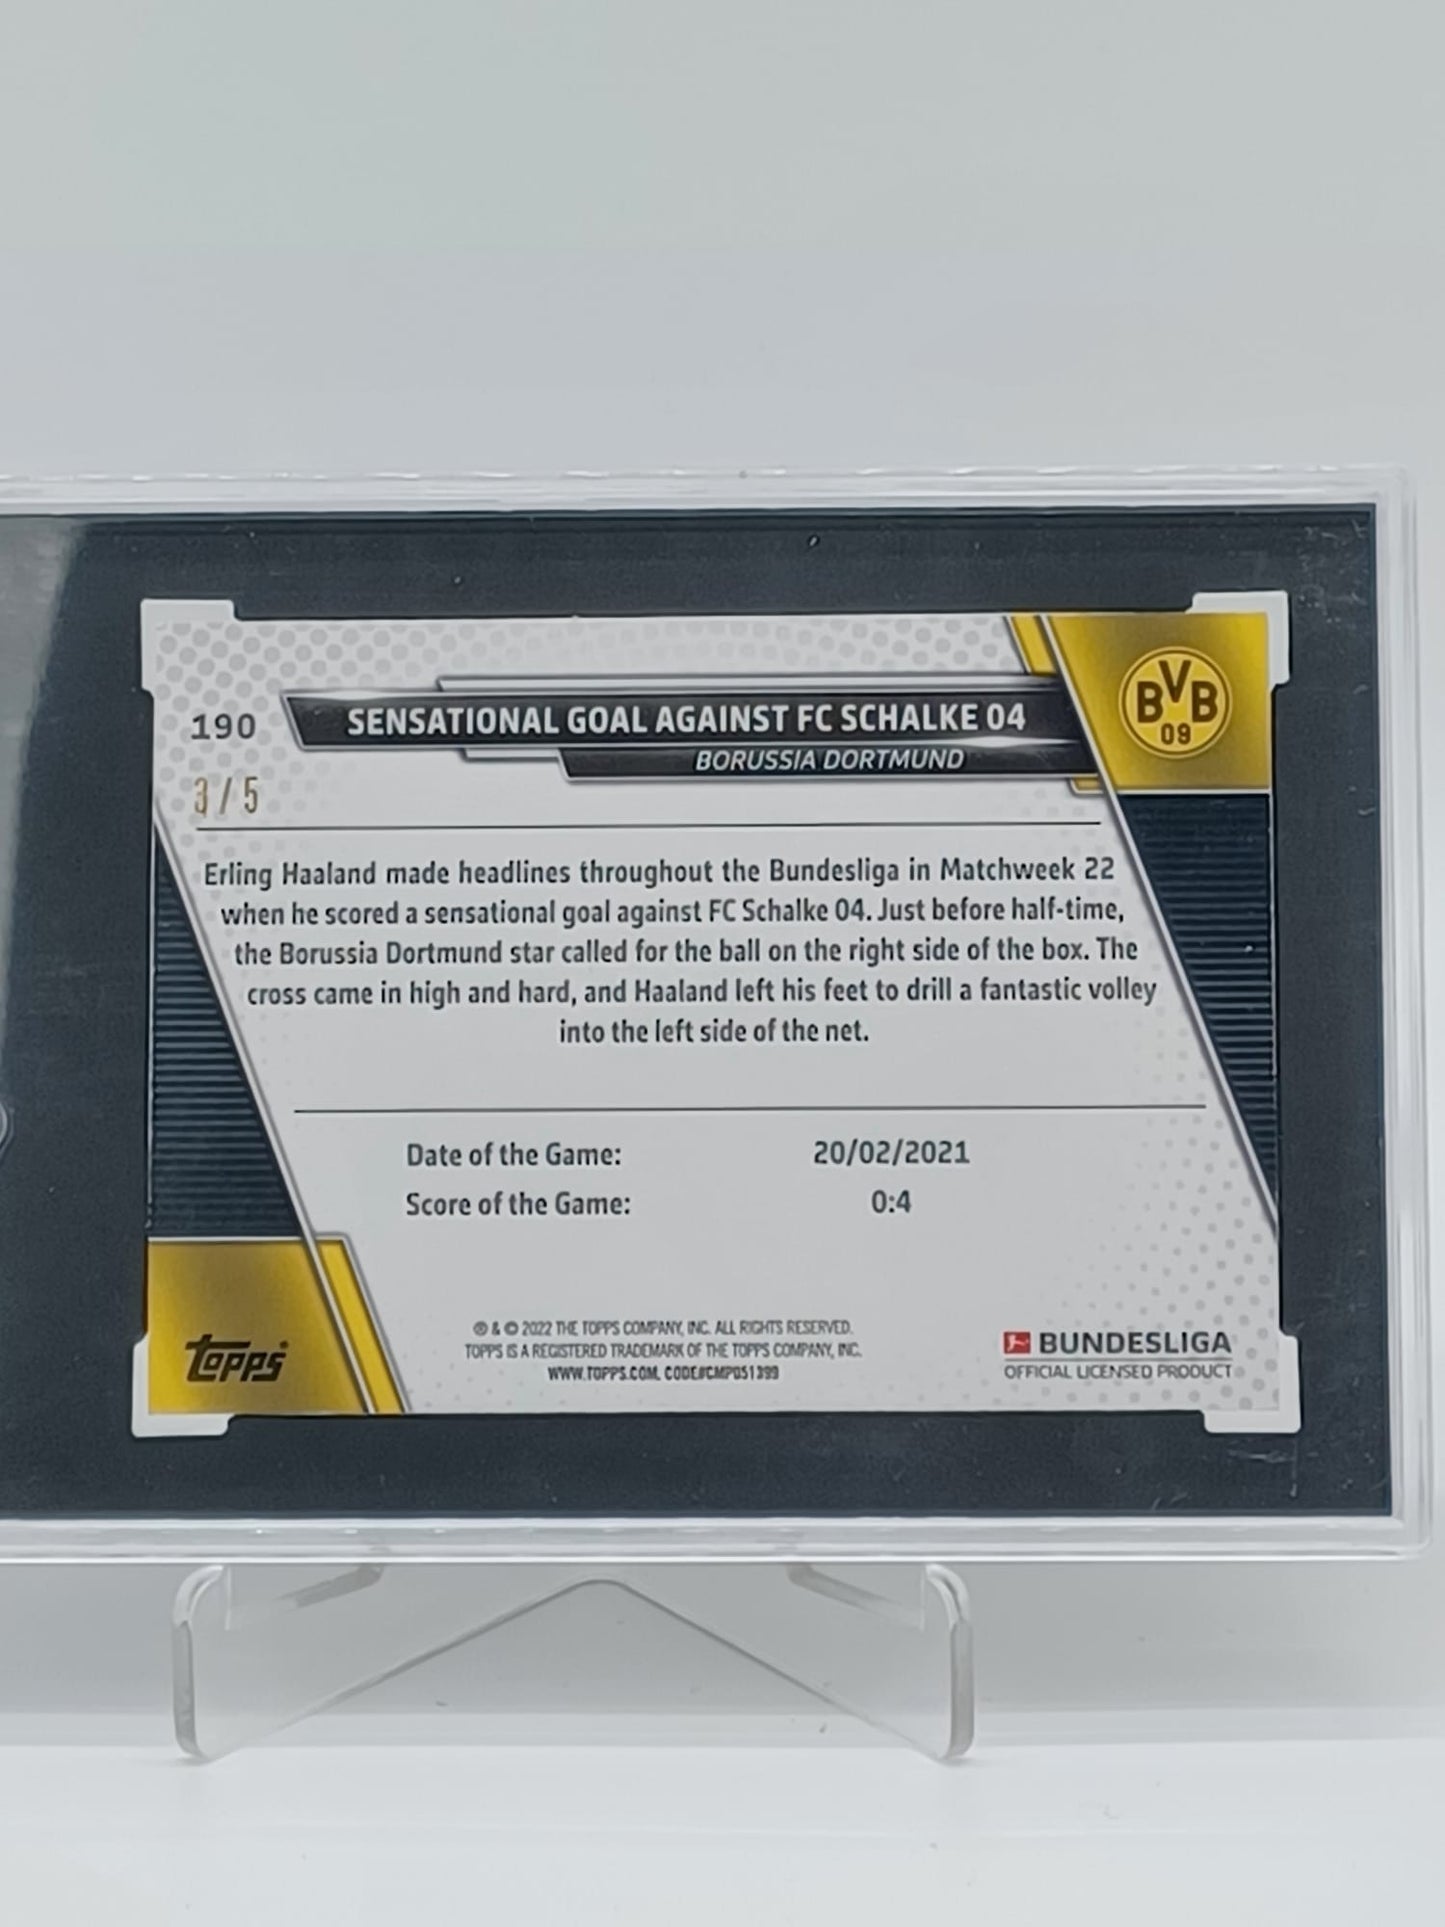 190
SENSATIONAL GOAL AGAINST FC SCHALKE 04
BORUSSIA DORTMUND
BVB
09
3/5
Erling Haaland made headlines throughout the Bundesliga in Matchweek 22
when he scored a sensational goal against FC Schalke 04. Just before half-time,
the Borussia Dortmund star called for the ball on the right side of the box. The
cross came in high and hard, and Haaland left his feet to drill a fantastic volley
into the left side of the net.
Date of the Game: 20/02/2021
Score of the Game: 0:4
® & © 2022 THE TOPPS COMPANY, INC. ALL RIGHTS RESERVED.
TOPPS IS A REGISTERED TRADEMARK OF THE TOPPS COMPANY, INC.
WWW.TOPPS.COM. CODE#CMP051399
topps
BUNDESLIGA
OFFICIAL LICENSED PRODUCT